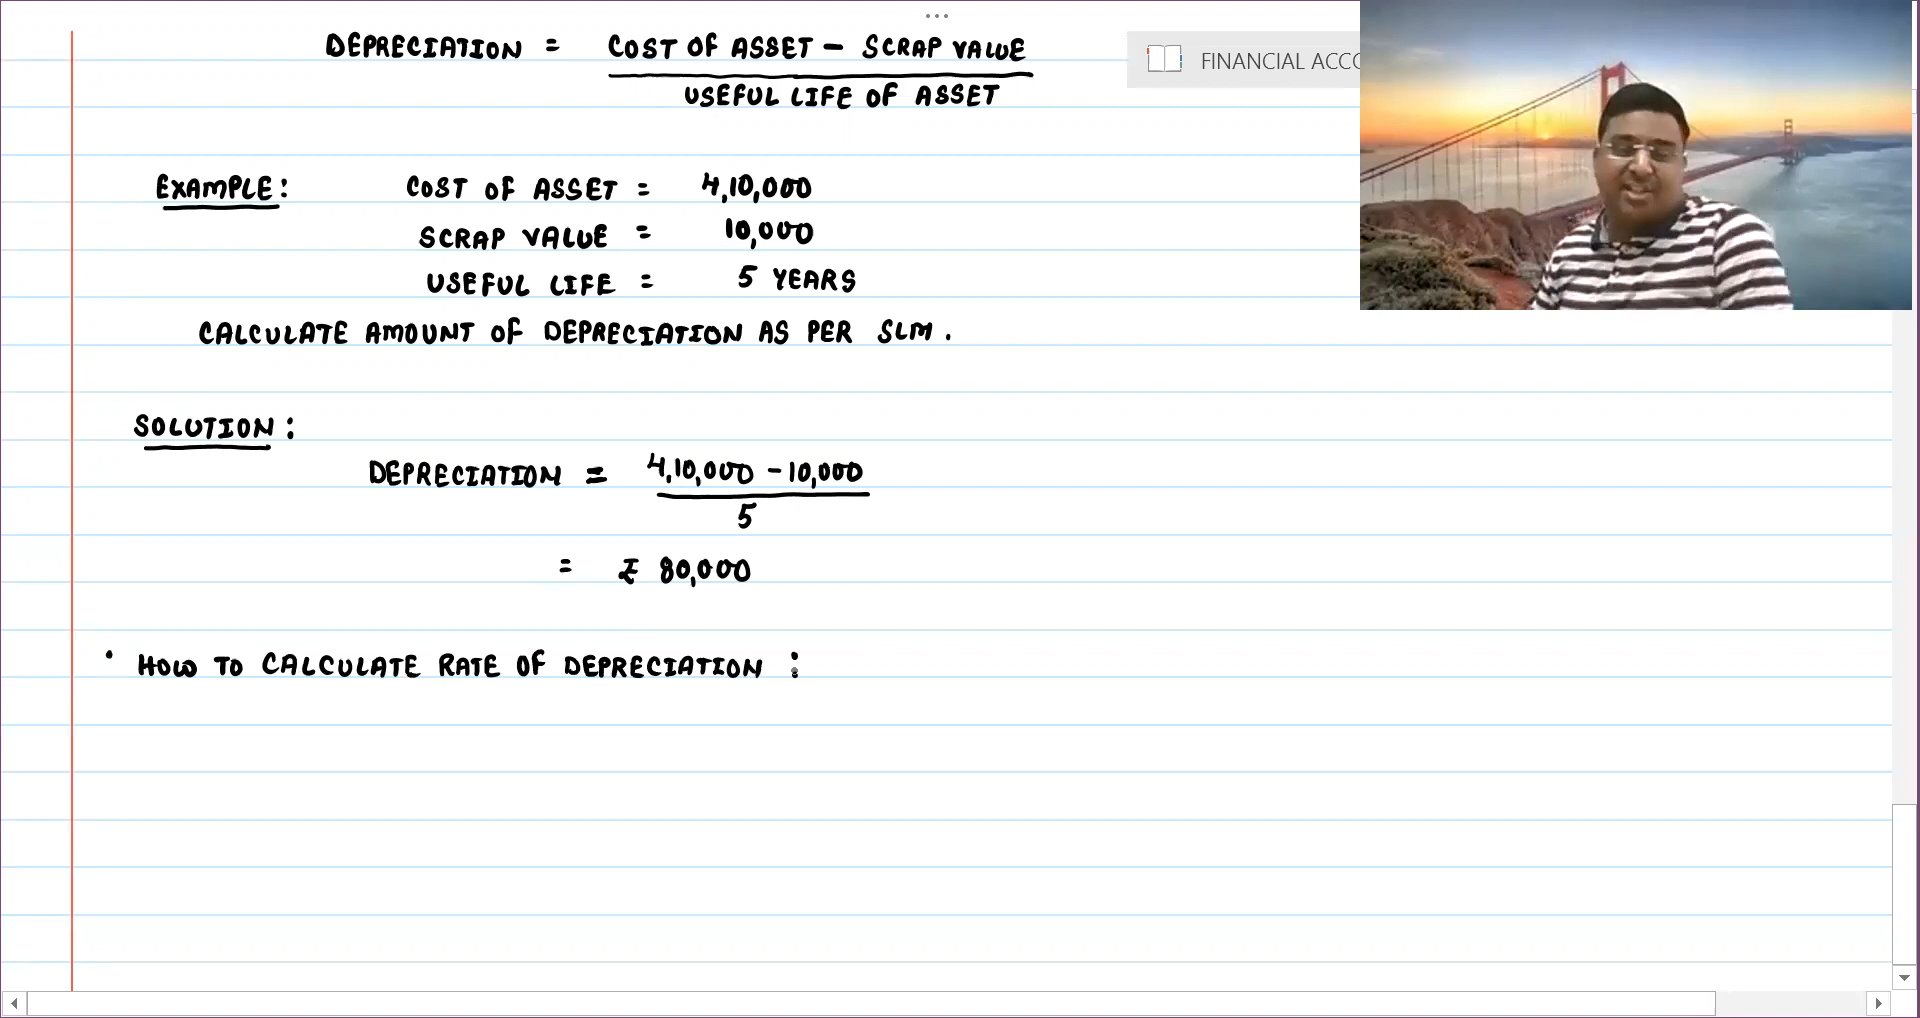 DEPRECIATION = COST OF ASSET - SCRAP VALUE
USEFUL LIFE OF ASSET
FINANCIAL ACCO
EXAMPLE: COST OF ASSET = 4,10,000
SCRAP VALUE = 10,000
USEFUL LIFE = 5 YEARS
CALCULATE AMOUNT OF DEPRECIATION AS PER SLM.
SOLUTION:
DEPRECIATION = 4,10,000 - 10,000
5
= ₹ 80,000
• HOW TO CALCULATE RATE OF DEPRECIATION :